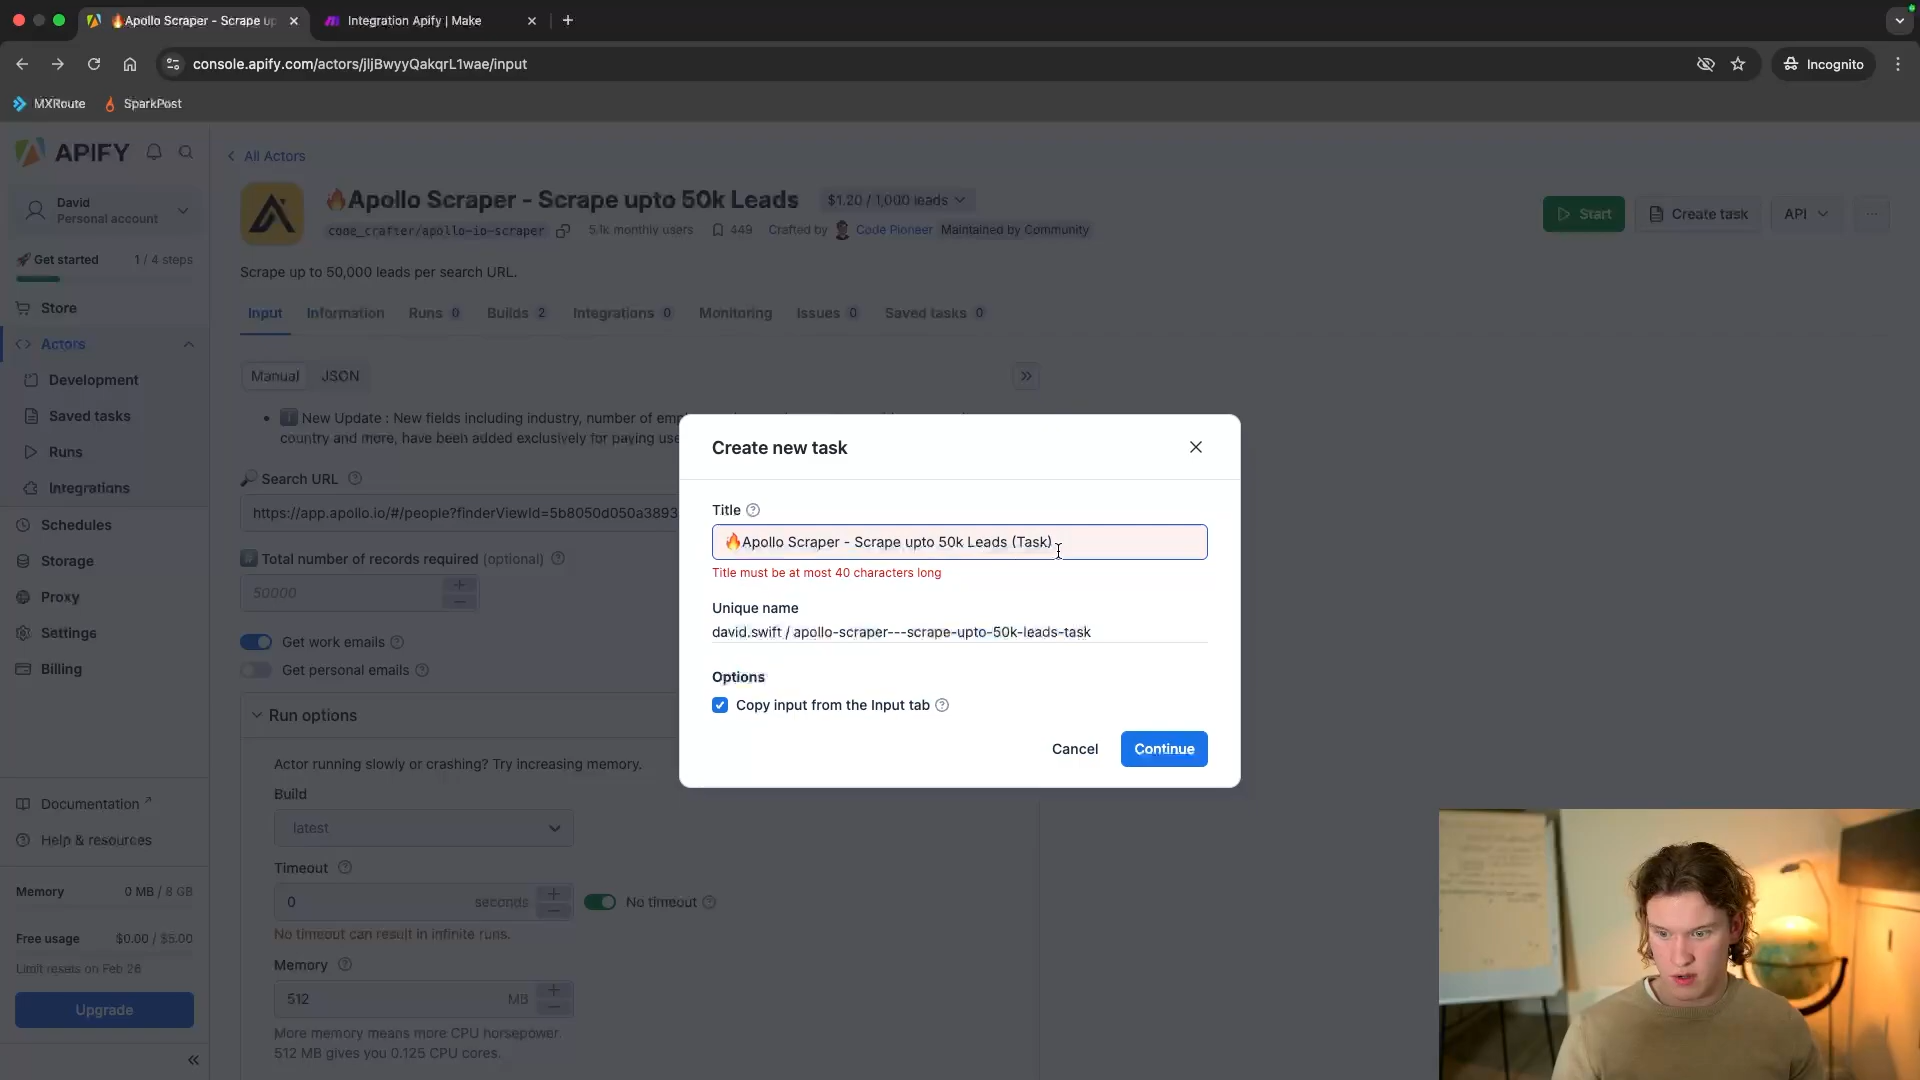 🔥Apollo Scraper - Scrape up
Integration Apify | Make
console.apify.com/actors/jljBwyyQakqrL1wae/input
Incognito
MXRoute
SparkPost
APIFY
David
Personal account
🚀Get started
1 / 4 steps
Store
Actors
Development
Saved tasks
Runs
Integrations
Schedules
Storage
Proxy
Settings
Billing
Documentation
Help & resources
Memory
0 MB / 8 GB
Free usage
$0.00 / $5.00
Limit resets on Feb 26
Upgrade
All Actors
🔥Apollo Scraper - Scrape upto 50k Leads
$1.20 / 1,000 leads
code_crafter/apollo-io-scraper
5.1k monthly users
449
Crafted by
Code Pioneer
Maintained by Community
Start
Create task
API
Scrape up to 50,000 leads per search URL.
Input
Information
Runs 0
Builds 2
Integrations 0
Monitoring
Issues 0
Saved tasks 0
Manual
JSON
New Update : New fields including industry, number of emp
country and more, have been added exclusively for paying use
🔎 Search URL
https://app.apollo.io/#/people?finderViewId=5b8050d050a3893
Total number of records required (optional)
50000
Get work emails
Get personal emails
Run options
Actor running slowly or crashing? Try increasing memory.
Build
latest
Timeout
0
seconds
No timeout
No timeout can result in infinite runs.
Memory
512
MB
More memory means more CPU horsepower.
512 MB gives you 0.125 CPU cores.
Create new task
Title
🔥Apollo Scraper - Scrape upto 50k Leads (Task)
Title must be at most 40 characters long
Unique name
david.swift / apollo-scraper---scrape-upto-50k-leads-task
Options
Copy input from the Input tab
Cancel
Continue